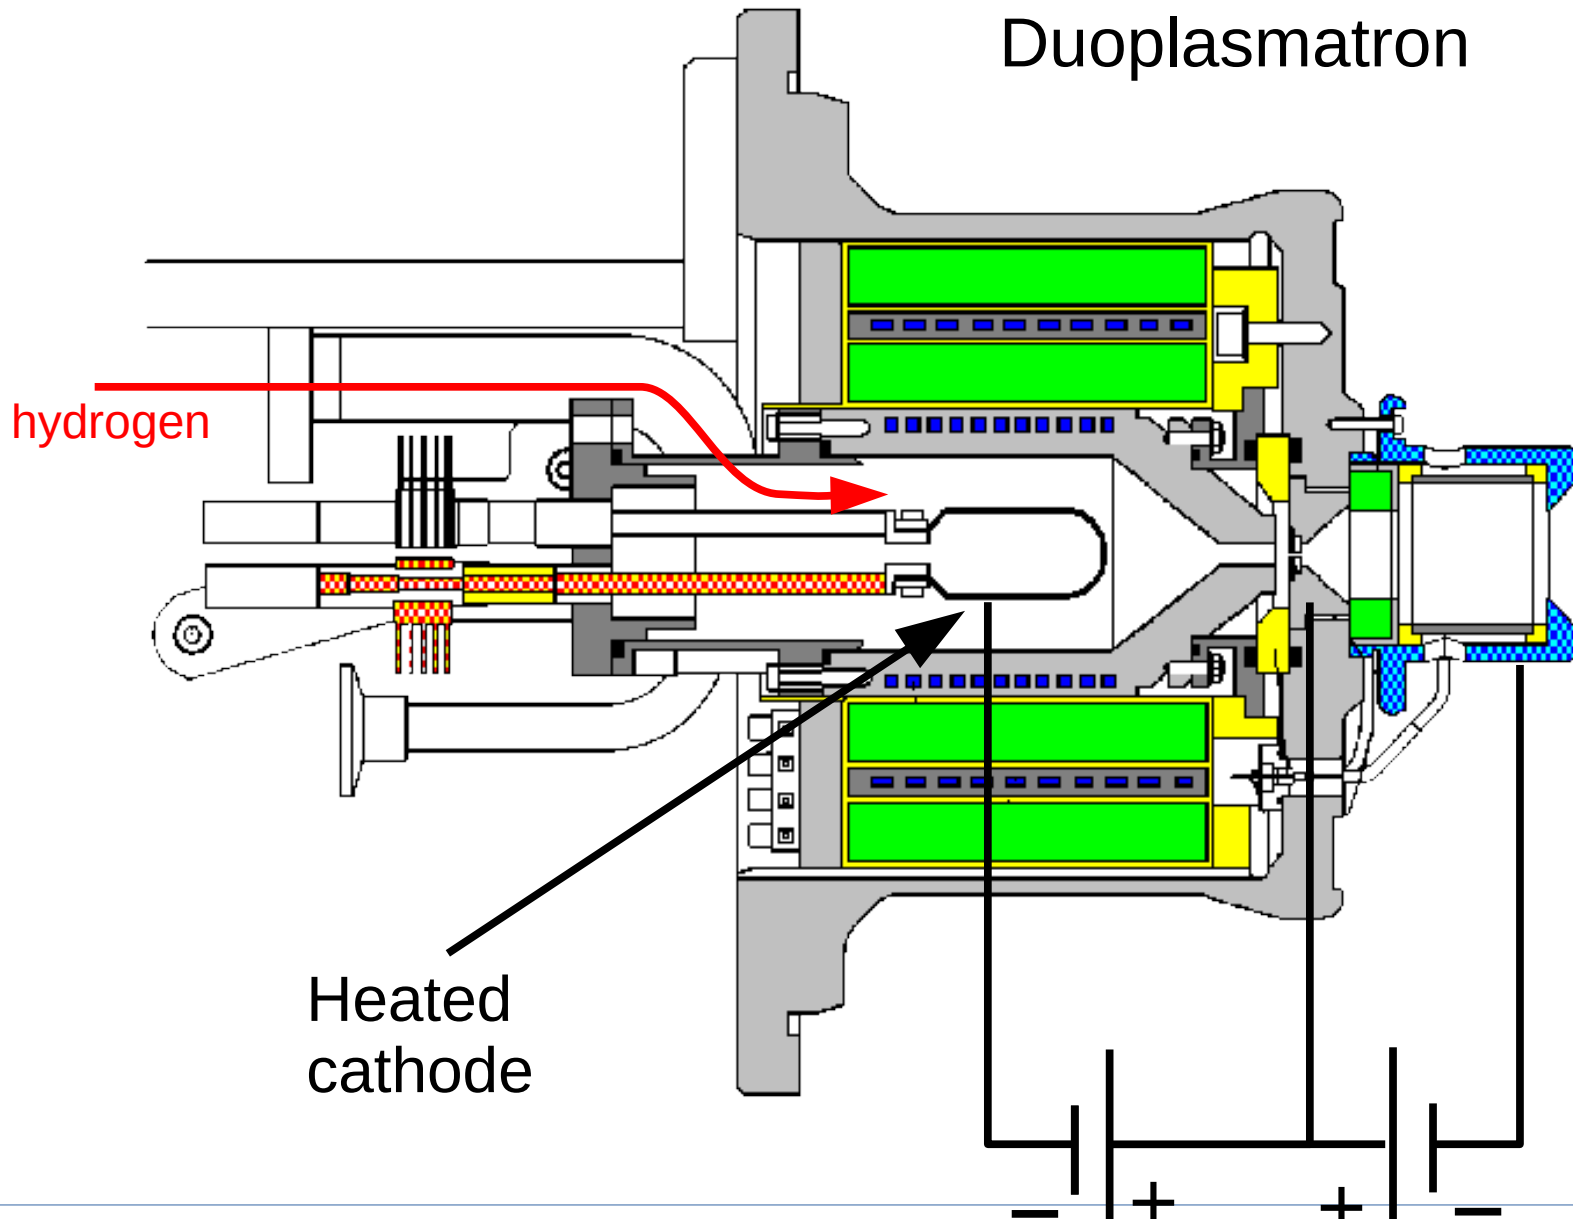 Duoplasmatron
hydrogen
Heated
cathode
− + + −